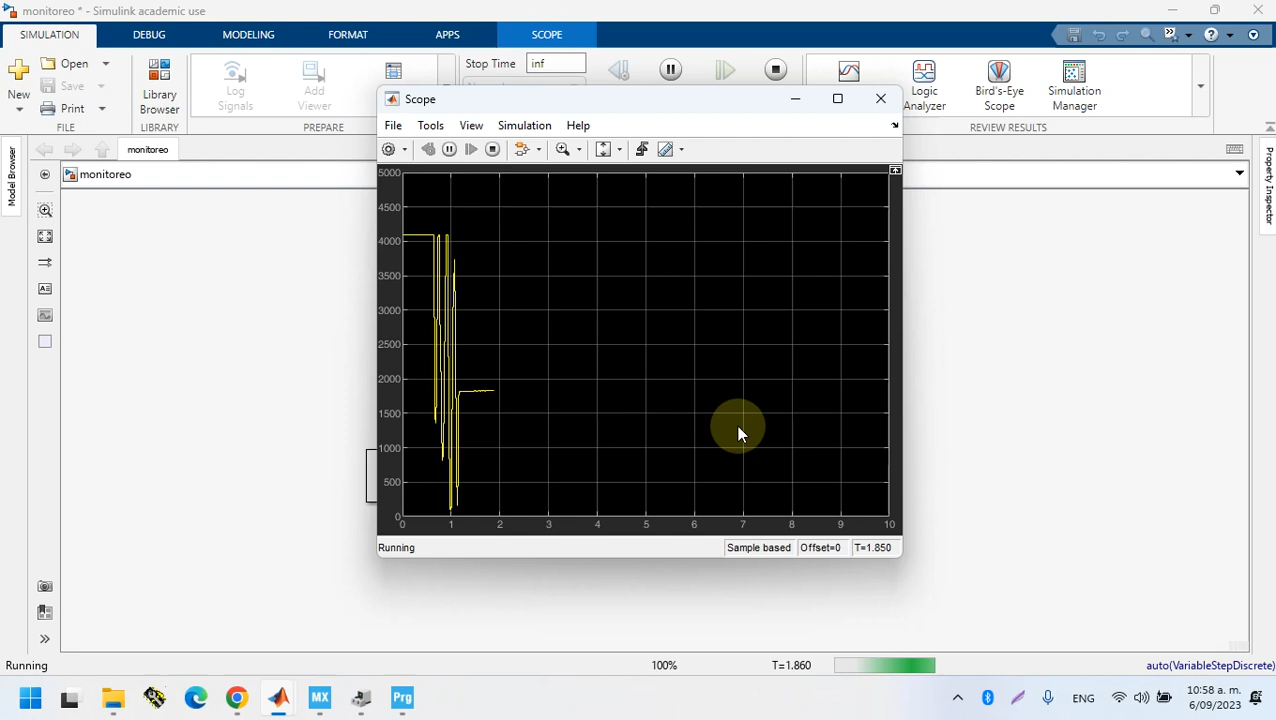 monitoreo * - Simulink academic use
SIMULATION DEBUG MODELING FORMAT APPS SCOPE
New
Open
Save
Print
FILE
Library
Browser
LIBRARY
Log
Signals
Add
Viewer
PREPARE
Stop Time inf
Logic
Analyzer
Bird's-Eye
Scope
Simulation
Manager
REVIEW RESULTS
monitoreo
monitoreo
Model Browser
Property Inspector
Scope
File Tools View Simulation Help
5000
4500
4000
3500
3000
2500
2000
1500
1000
500
0
0 1 2 3 4 5 6 7 8 9 10
Running Sample based Offset=0 T=1.850
Running 100% T=1.860 auto(VariableStepDiscrete)
MX
Prg
ENG
10:58 a. m.
6/09/2023